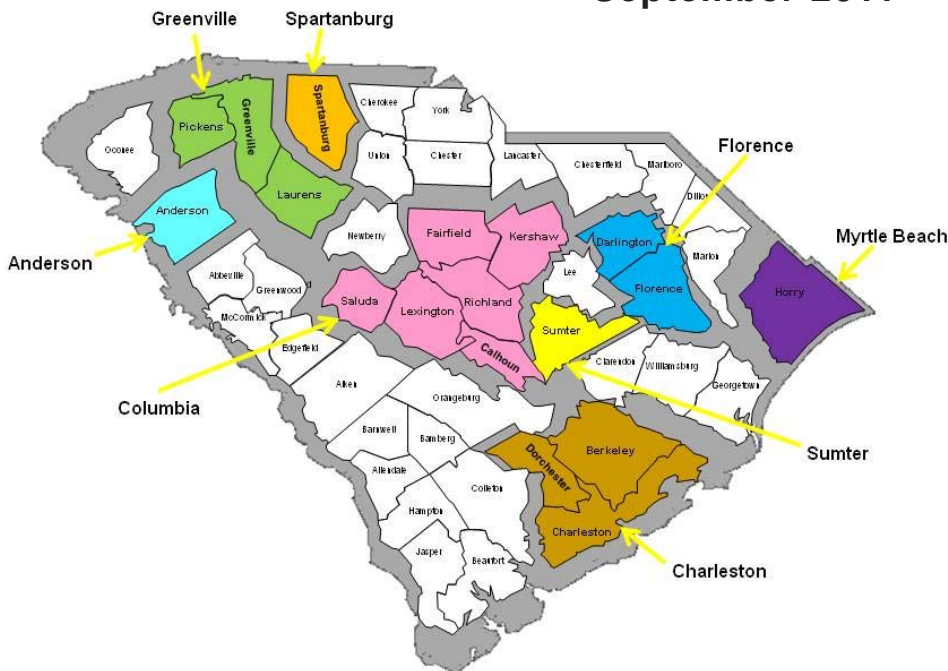 Greenville
Spartanburg
Cherokee
York
Spartanburg
Greenville
Pickens
Oconee
Union
Chester
Lancaster
Chesterfield
Marlboro
Florence
Dillon
Laurens
Anderson
Newberry
Fairfield
Kershaw
Darlington
Marion
Myrtle Beach
Anderson
Abbeville
Greenwood
Saluda
Lexington
Richland
Lee
Florence
Horry
McCormick
Edgefield
Sumter
Calhoun
Clarendon
Williamsburg
Georgetown
Columbia
Aiken
Orangeburg
Barnwell
Bamberg
Dorchester
Berkeley
Sumter
Allendale
Colleton
Hampton
Charleston
Jasper
Beaufort
Charleston